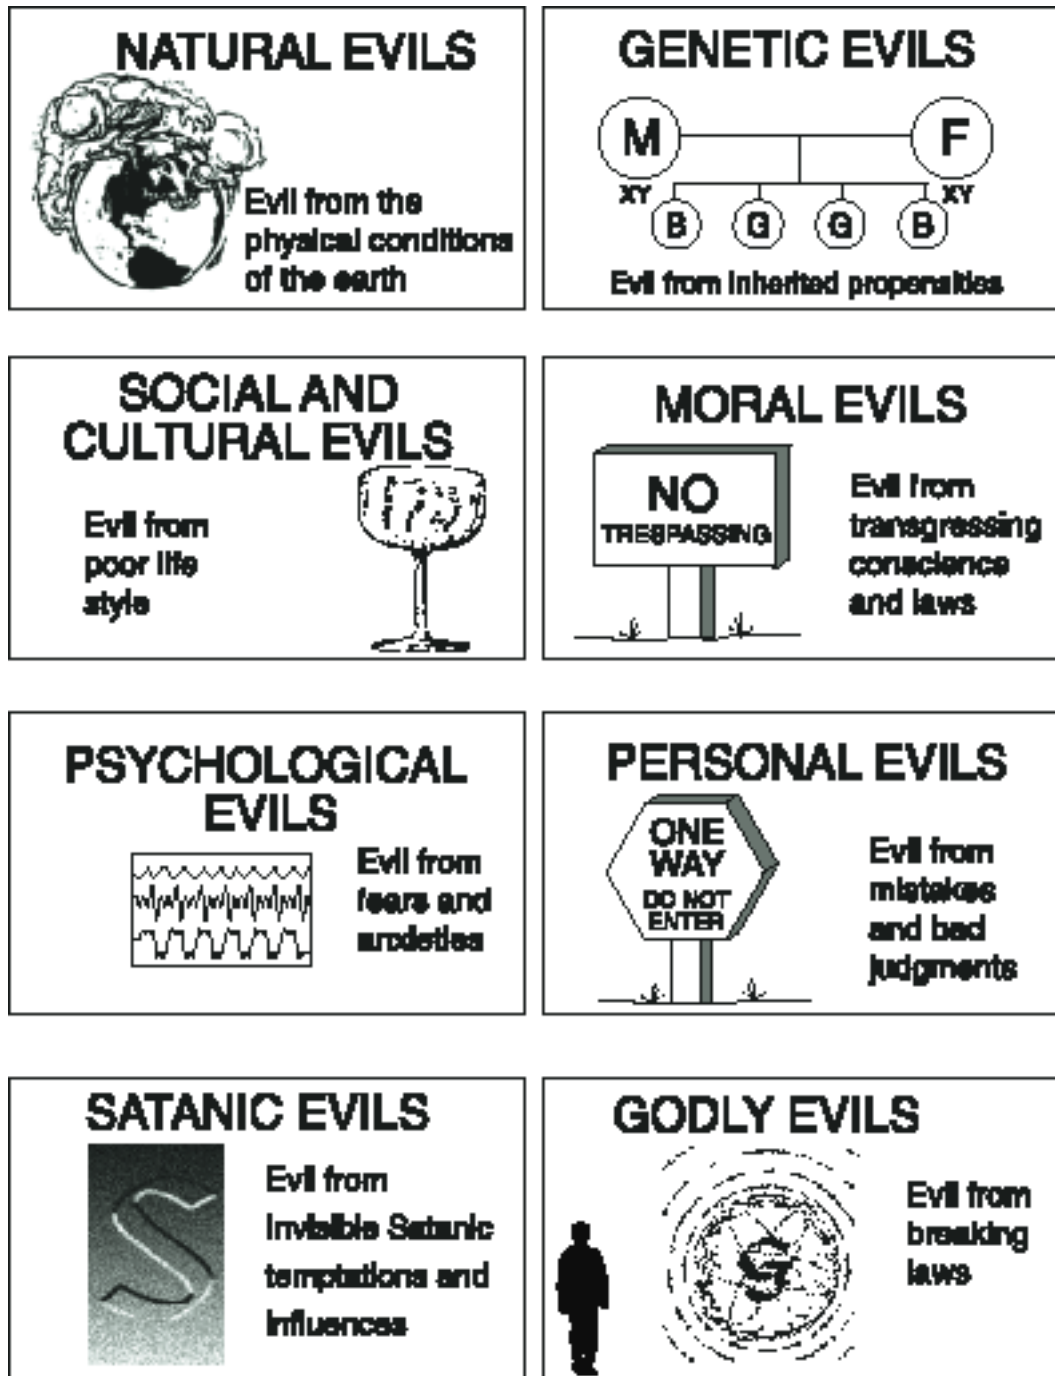 NATURAL EVILS
Evil from the
physical conditions
of the earth
GENETIC EVILS
M
F
XY
XY
B
G
G
B
Evil from inherited propensities
SOCIAL AND
CULTURAL EVILS
Evil from
poor life
style
MORAL EVILS
NO
TRESPASSING
Evil from
transgressing
conscience
and laws
PSYCHOLOGICAL
EVILS
Evil from
fears and
anxieties
PERSONAL EVILS
ONE
WAY
DO NOT
ENTER
Evil from
mistakes
and bad
judgments
SATANIC EVILS
S
Evil from
Invisible Satanic
temptations and
influences
GODLY EVILS
G
Evil from
breaking
laws